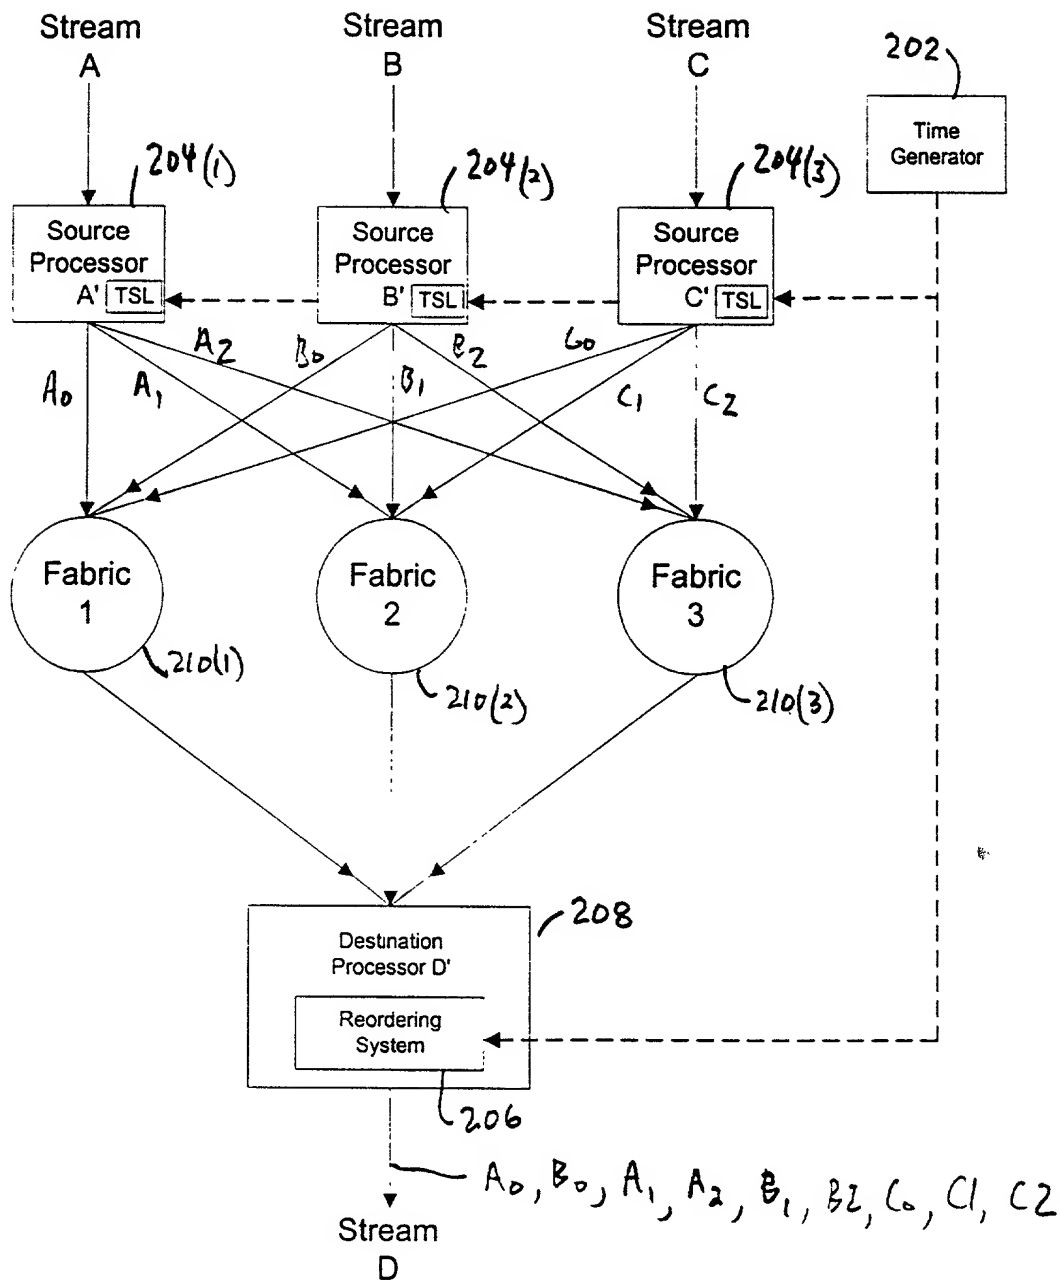 Stream
A
Stream
B
Stream
C
202
Time
Generator
204(1)
204(2)
204(3)
Source
Processor
A' TSL
Source
Processor
B' TSL
Source
Processor
C' TSL
A0
A1
A2
B0
B1
B2
C0
C1
C2
Fabric
1
Fabric
2
Fabric
3
210(1)
210(2)
210(3)
208
Destination
Processor D'
Reordering
System
206
A0, B0, A1, A2, B1, B2, C0, C1, C2
Stream
D